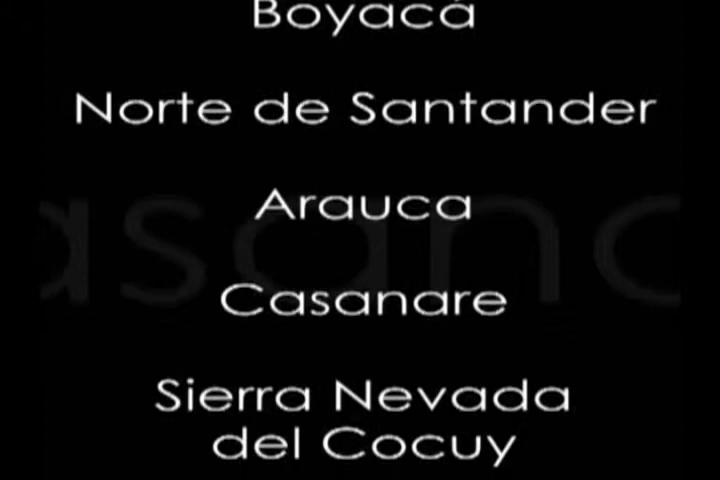 Boyacá
Norte de Santander
Arauca
Casanare
Sierra Nevada
del Cocuy